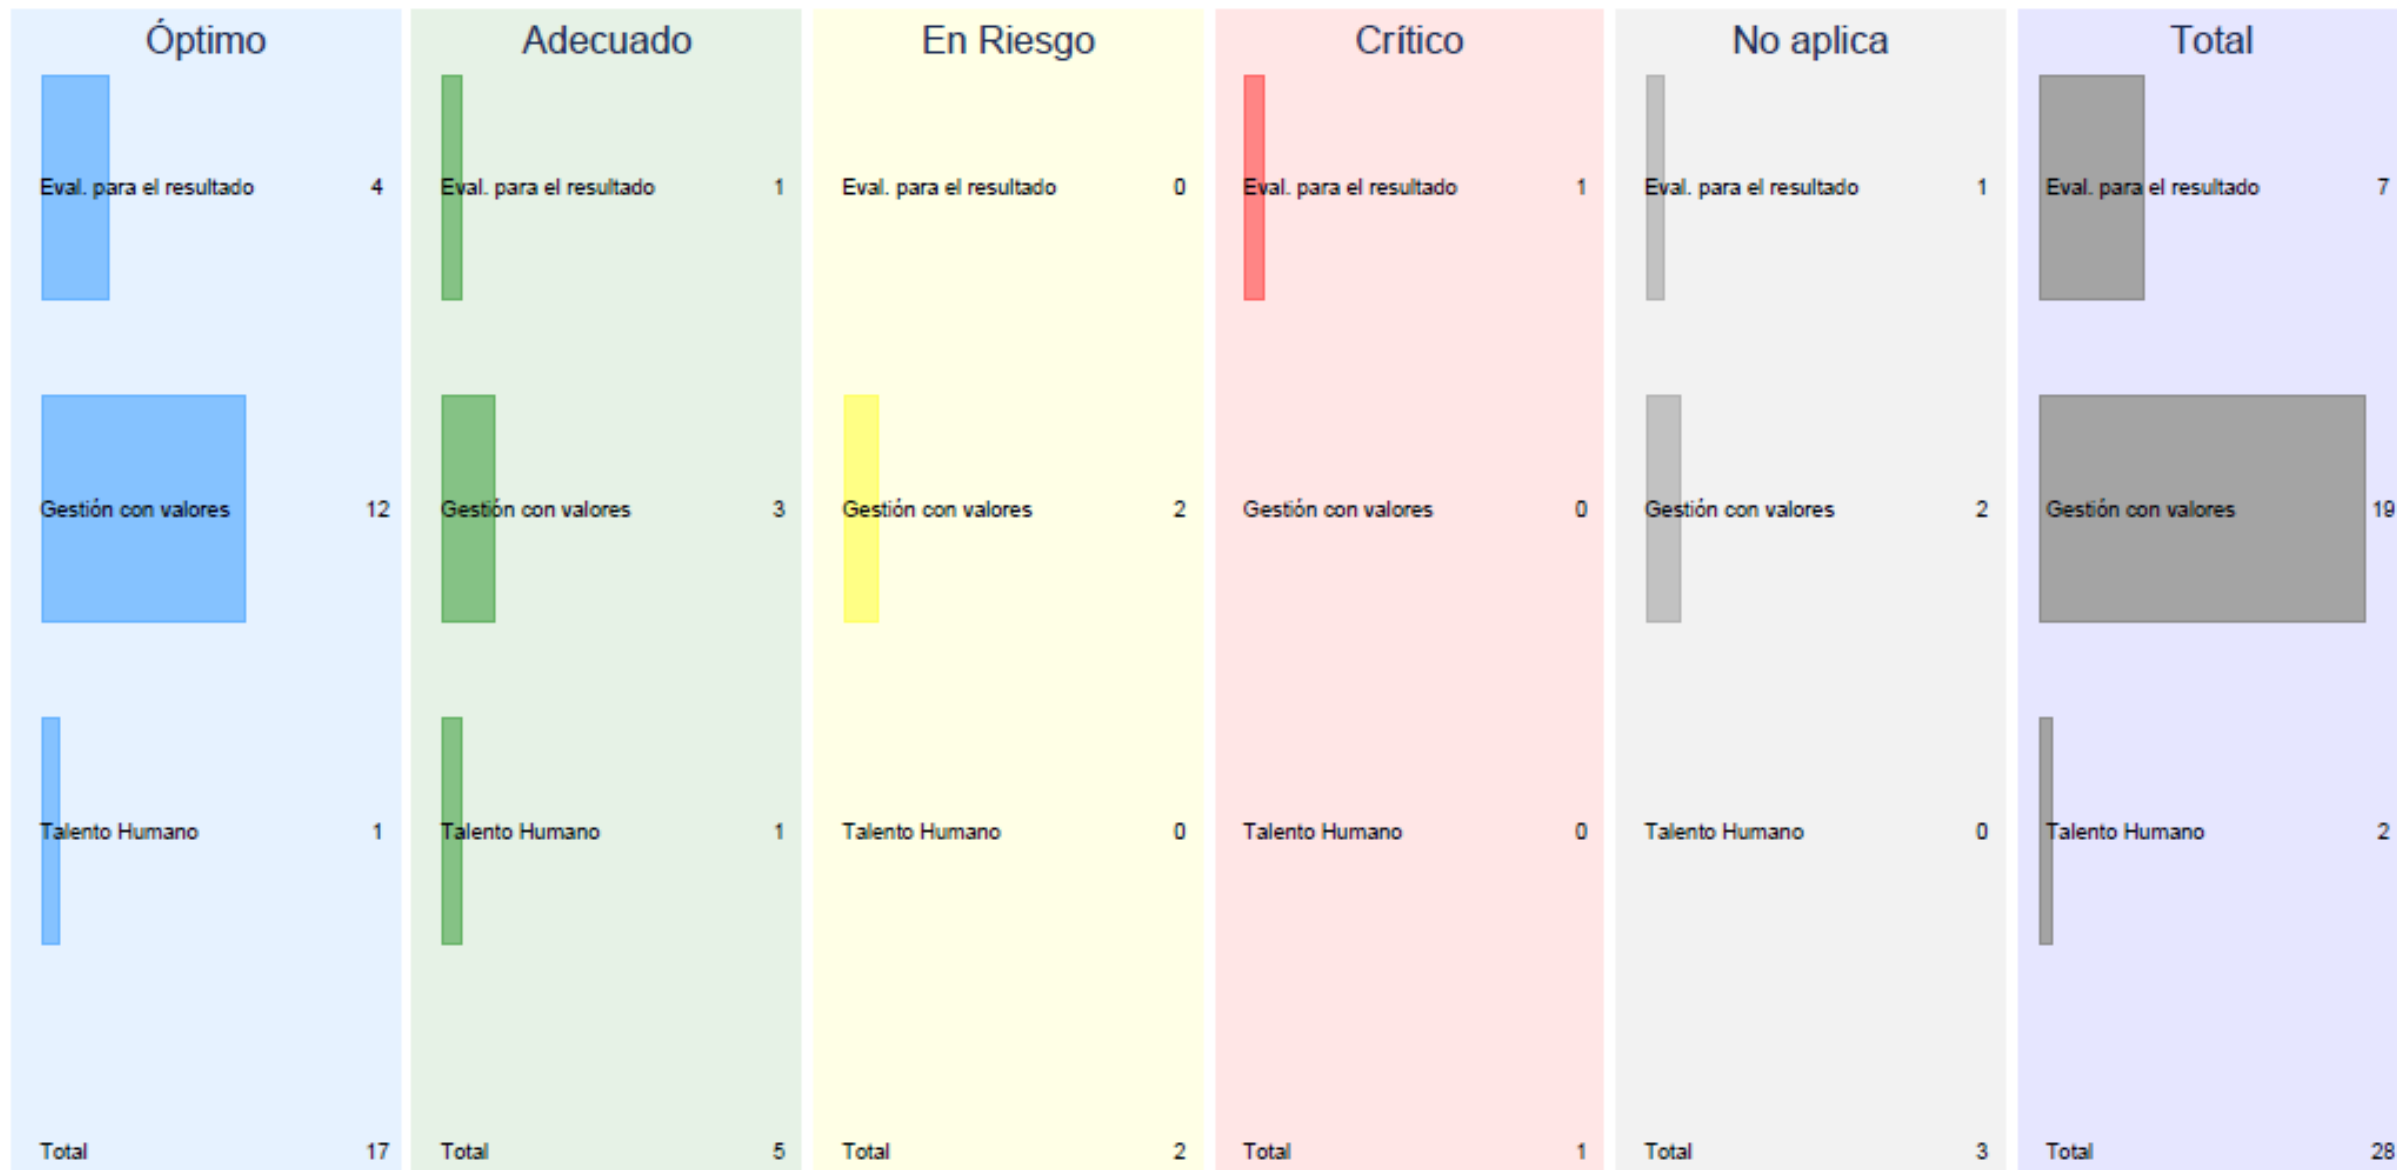 Óptimo Adecuado En Riesgo Crítico No aplica Total
Eval. para el resultado 4 Eval. para el resultado 1 Eval. para el resultado 0 Eval. para el resultado 1 Eval. para el resultado 1 Eval. para el resultado 7
Gestión con valores 12 Gestión con valores 3 Gestión con valores 2 Gestión con valores 0 Gestión con valores 2 Gestión con valores 19
Talento Humano 1 Talento Humano 1 Talento Humano 0 Talento Humano 0 Talento Humano 0 Talento Humano 2
Total 17 Total 5 Total 2 Total 1 Total 3 Total 28